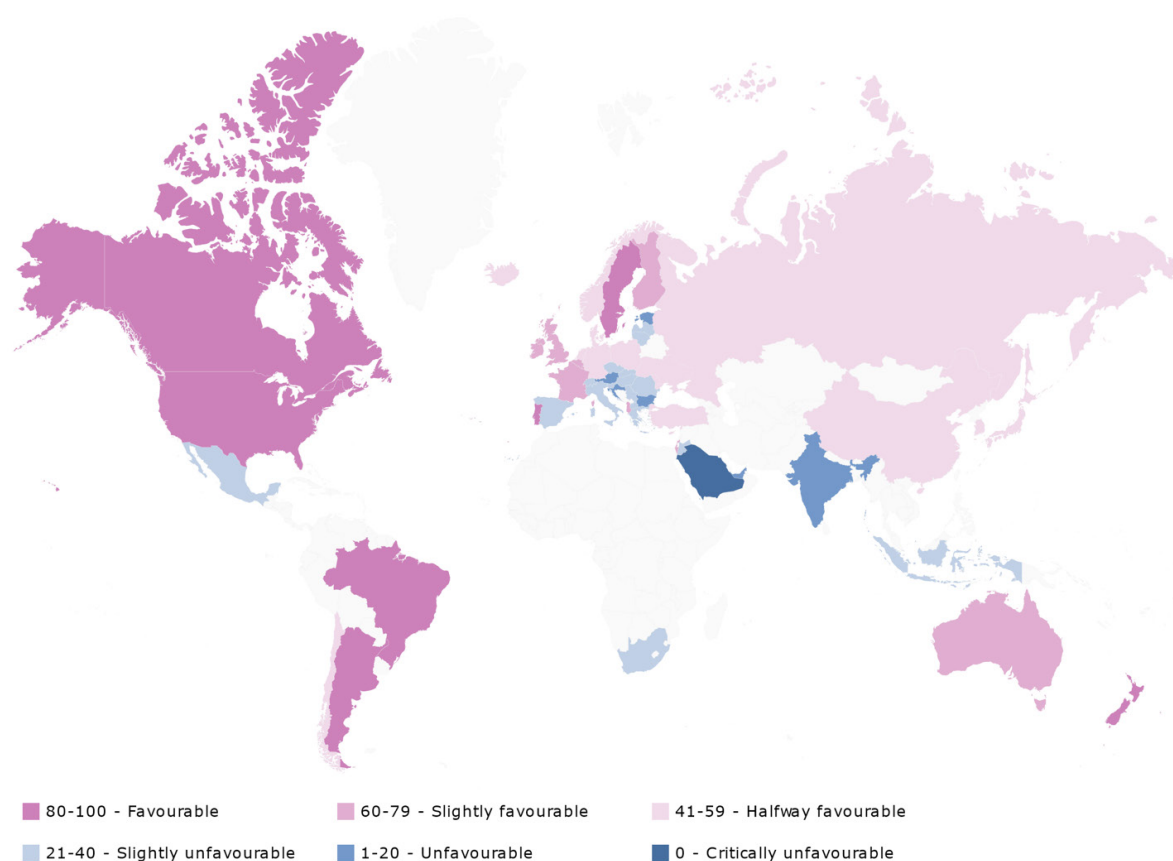 80-100 - Favourable
60-79 - Slightly favourable
41-59 - Halfway favourable
21-40 - Slightly unfavourable
1-20 - Unfavourable
0 - Critically unfavourable